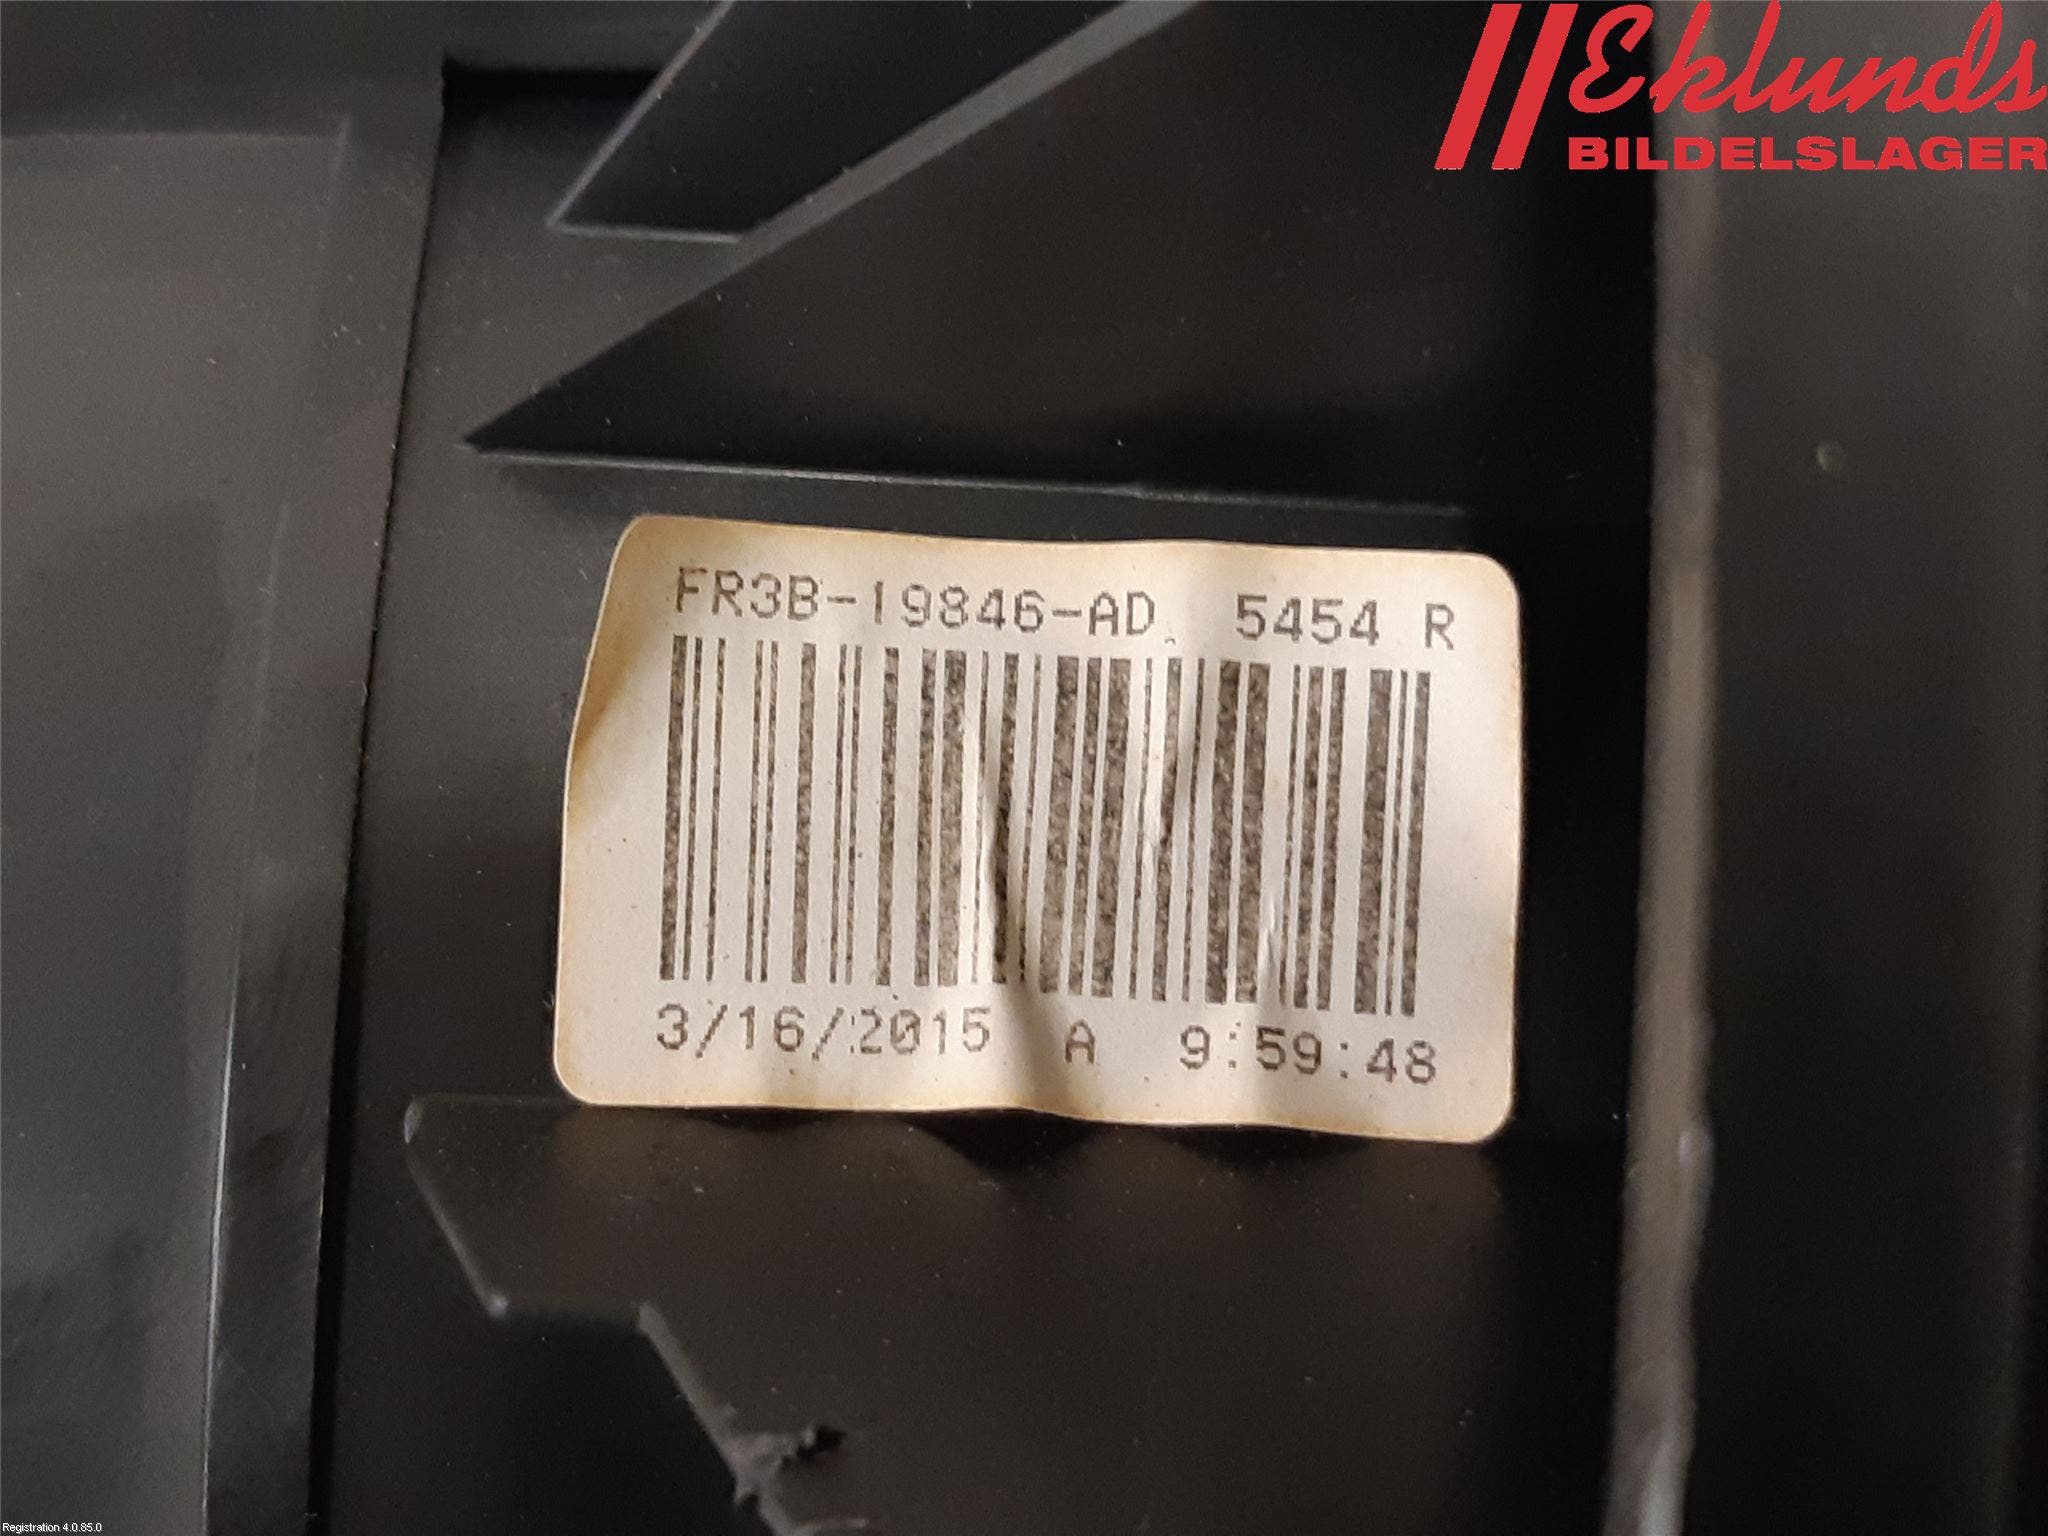 Eklunds
BILDELSLAGER
FR3B-19846-AD 5454 R
3/16/2015 A 9:59:48
Registration 4.0.85.0